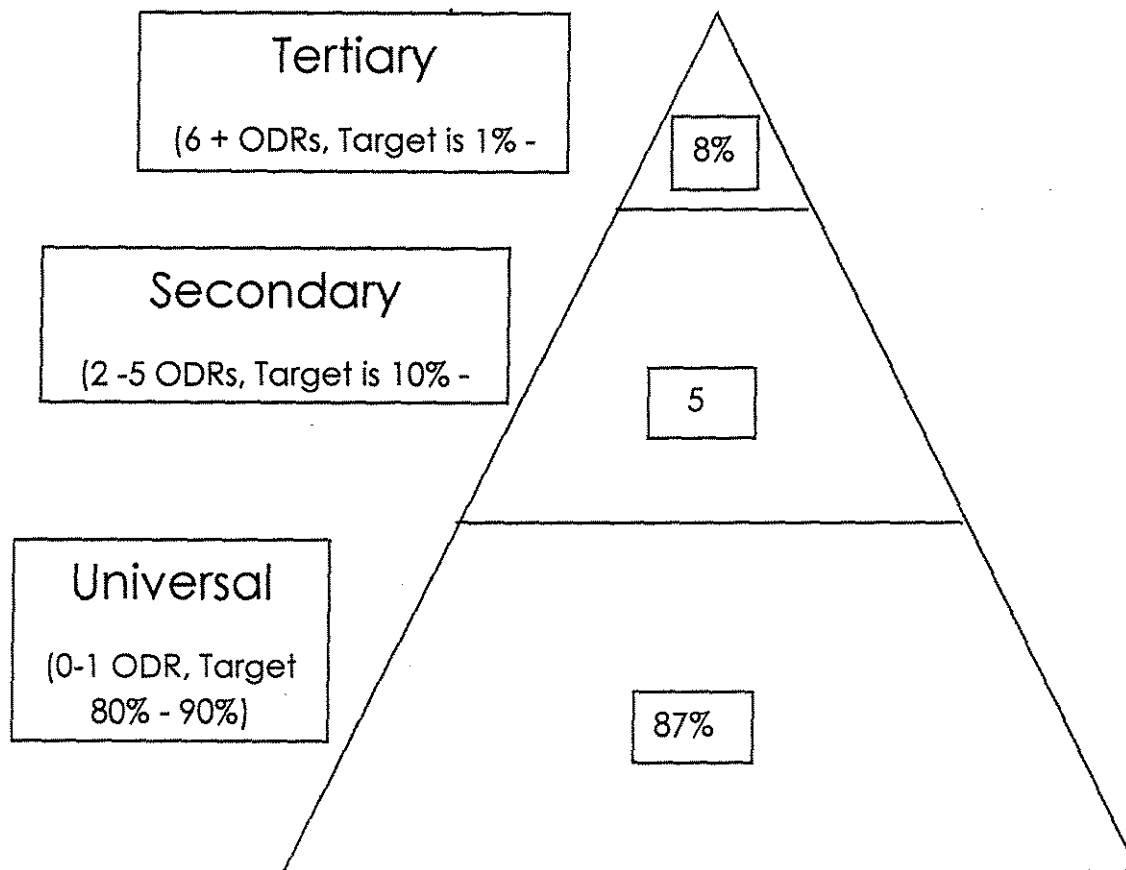 Tertiary
(6 + ODRs, Target is 1% -
8%
Secondary
(2 -5 ODRs, Target is 10% -
5
Universal
(0-1 ODR, Target
80% - 90%)
87%